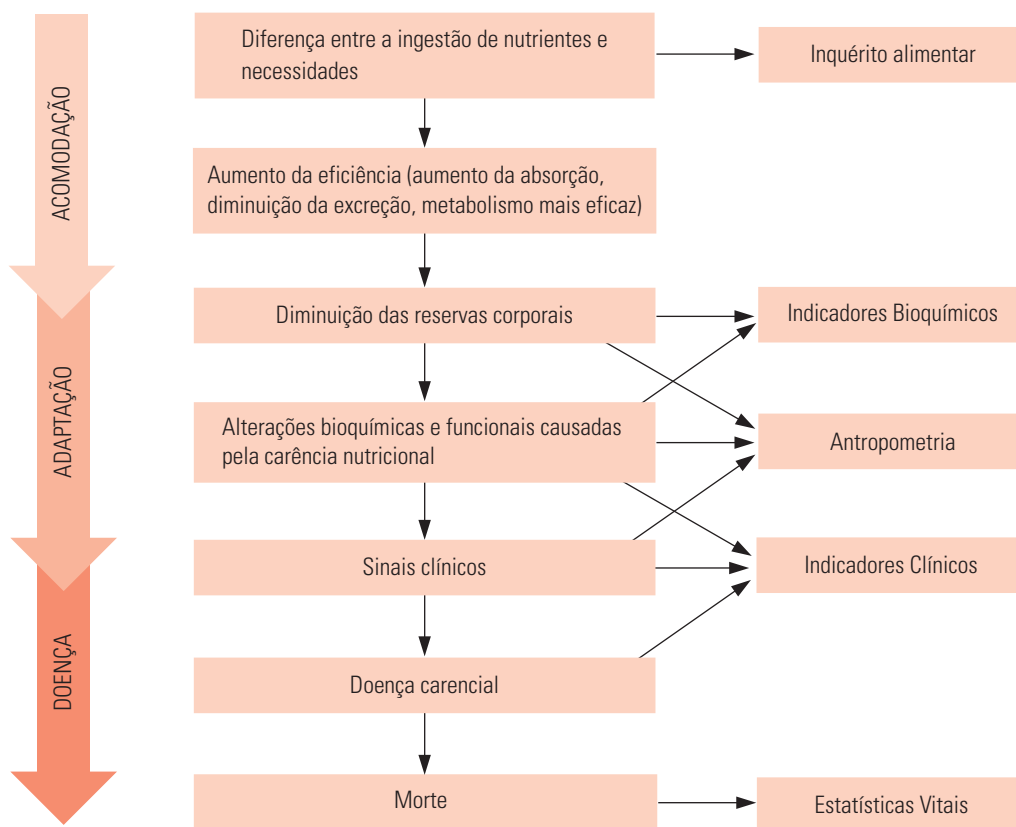 ACOMODAÇÃO
ADAPTAÇÃO
DOENÇA
Diferença entre a ingestão de nutrientes e
necessidades
Inquérito alimentar
Aumento da eficiência (aumento da absorção,
diminuição da excreção, metabolismo mais eficaz)
Diminuição das reservas corporais
Indicadores Bioquímicos
Alterações bioquímicas e funcionais causadas
pela carência nutricional
Antropometria
Sinais clínicos
Indicadores Clínicos
Doença carencial
Morte
Estatísticas Vitais